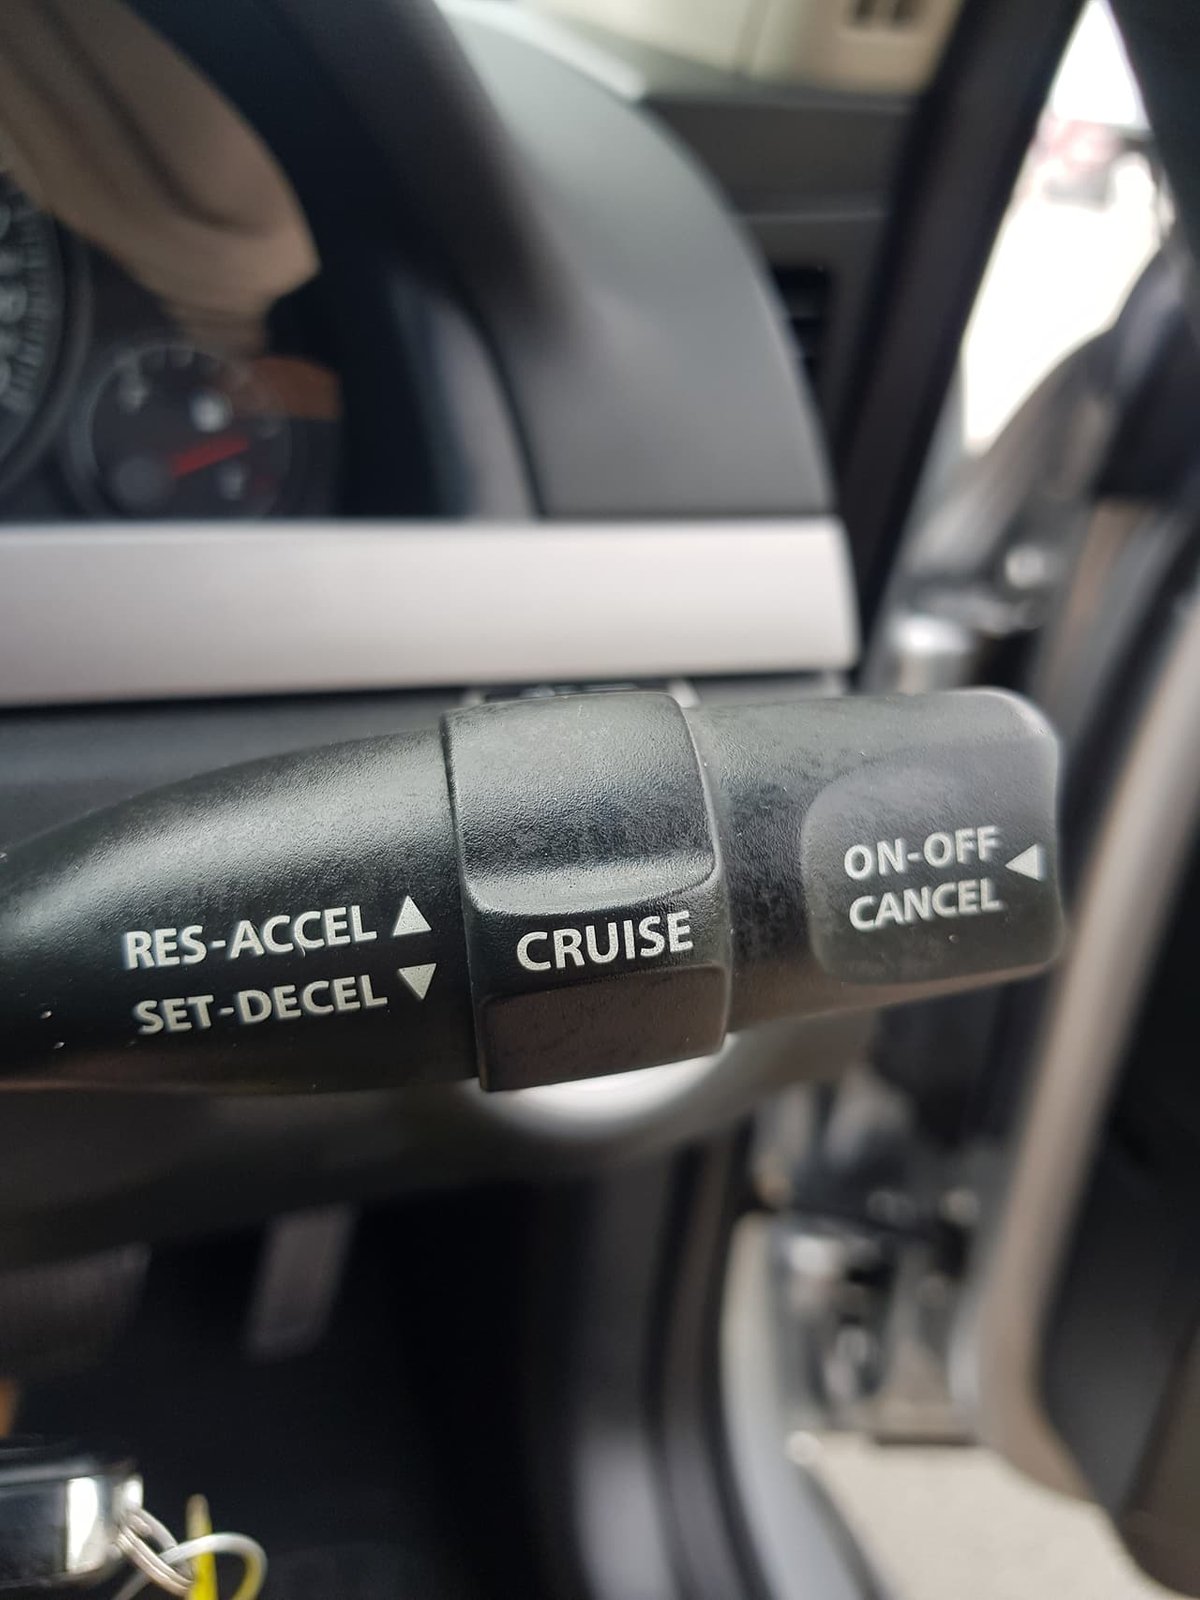 RES-ACCEL ▲
SET-DECEL ▼
CRUISE
ON-OFF ◀
CANCEL